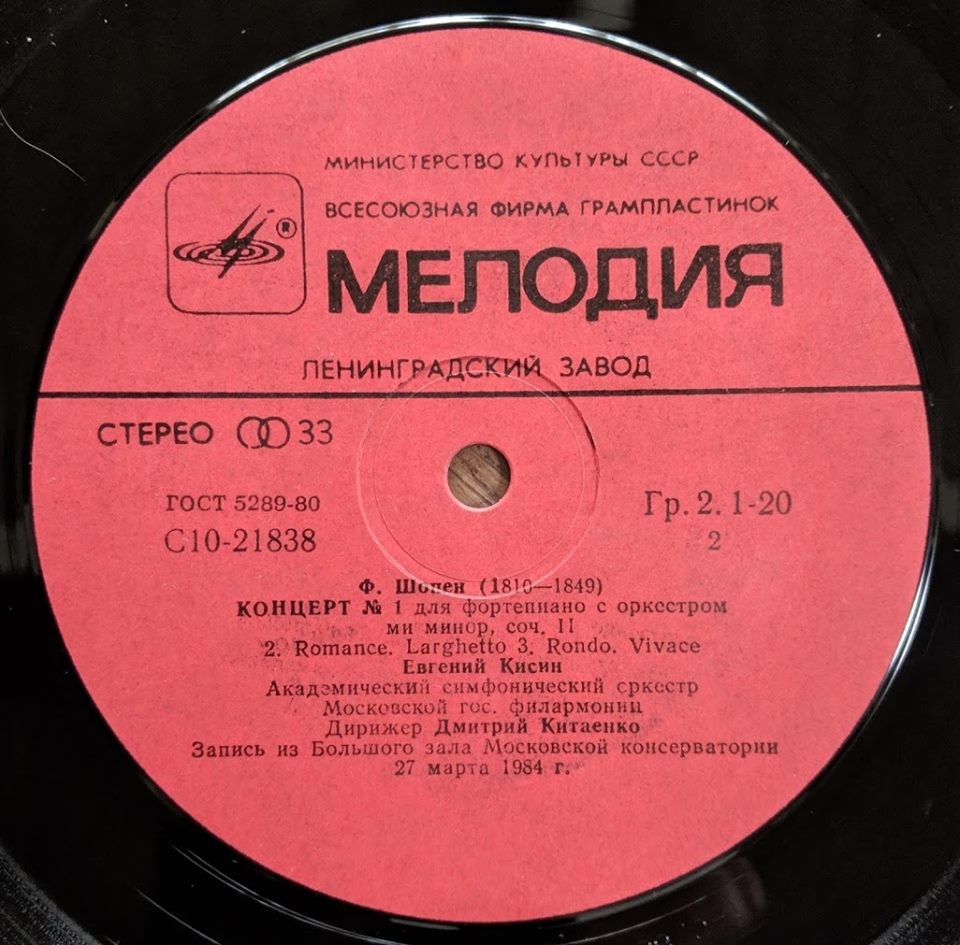 МИНИСТЕРСТВО КУЛЬТУРЫ СССР
ВСЕСОЮЗНАЯ ФИРМА ГРАМПЛАСТИНОК
®
МЕЛОДИЯ
ЛЕНИНГРАДСКИЙ ЗАВОД
СТЕРЕО 33
ГОСТ 5289-80
Гр. 2. 1-20
С10-21838
2
Ф. Шопен (1810—1849)
КОНЦЕРТ № 1 для фортепиано с оркестром
ми минор, соч. II
2. Romance. Larghetto 3. Rondo. Vivace
Евгений Кисин
Академический симфонический оркестр
Московской гос. филармонии
Дирижер Дмитрий Китаенко
Запись из Большого зала Московской консерватории
27 марта 1984 г.